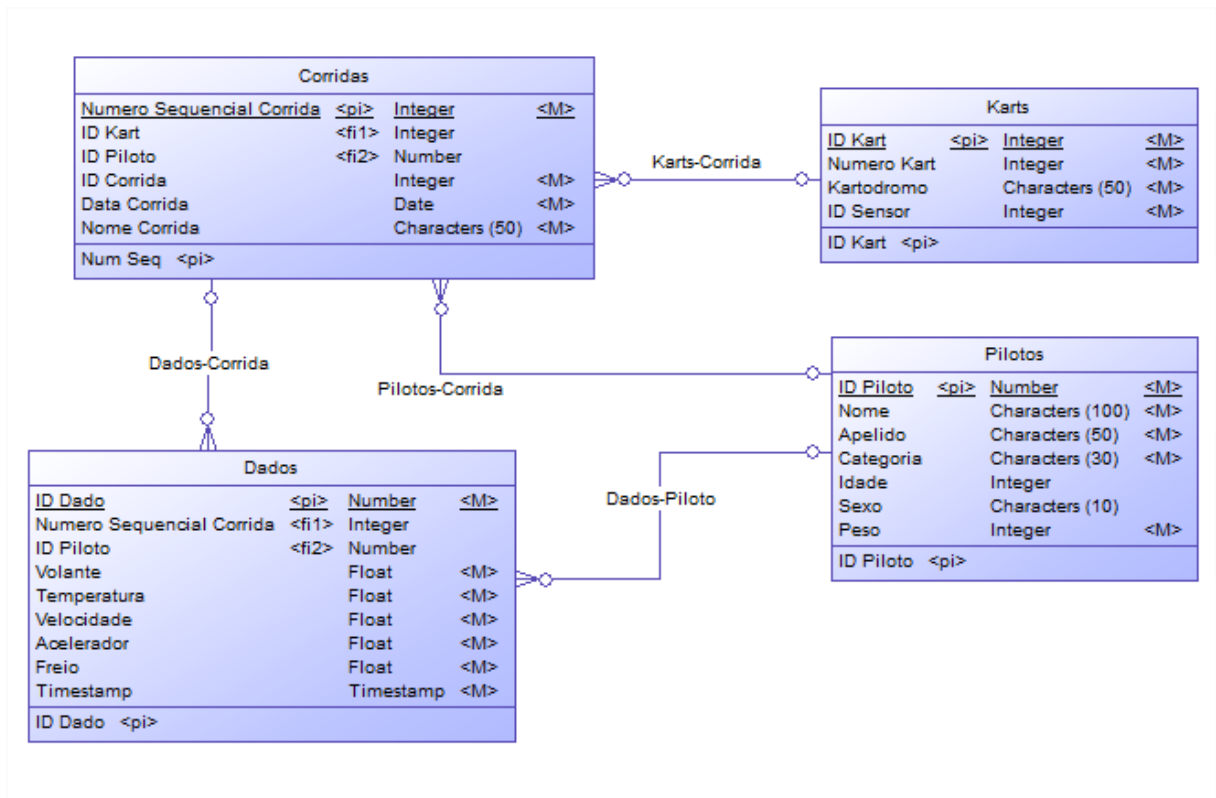 Corridas
Numero Sequencial Corrida <pi> Integer <M>
ID Kart <fi1> Integer
ID Piloto <fi2> Number
ID Corrida Integer <M>
Data Corrida Date <M>
Nome Corrida Characters (50) <M>
Num Seq <pi>
Karts-Corrida
Karts
ID Kart <pi> Integer <M>
Numero Kart Integer <M>
Kartodromo Characters (50) <M>
ID Sensor Integer <M>
ID Kart <pi>
Dados-Corrida
Pilotos-Corrida
Pilotos
ID Piloto <pi> Number <M>
Nome Characters (100) <M>
Apelido Characters (50) <M>
Categoria Characters (30) <M>
Idade Integer
Sexo Characters (10)
Peso Integer <M>
ID Piloto <pi>
Dados-Piloto
Dados
ID Dado <pi> Number <M>
Numero Sequencial Corrida <fi1> Integer
ID Piloto <fi2> Number
Volante Float <M>
Temperatura Float <M>
Velocidade Float <M>
Acelerador Float <M>
Freio Float <M>
Timestamp Timestamp <M>
ID Dado <pi>